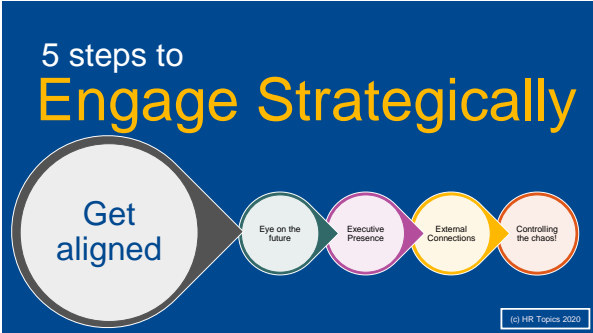 5 steps to
Engage Strategically
Get
aligned
Eye on the
future
Executive
Presence
External
Connections
Controlling
the chaos!
(c) HR Topics 2020